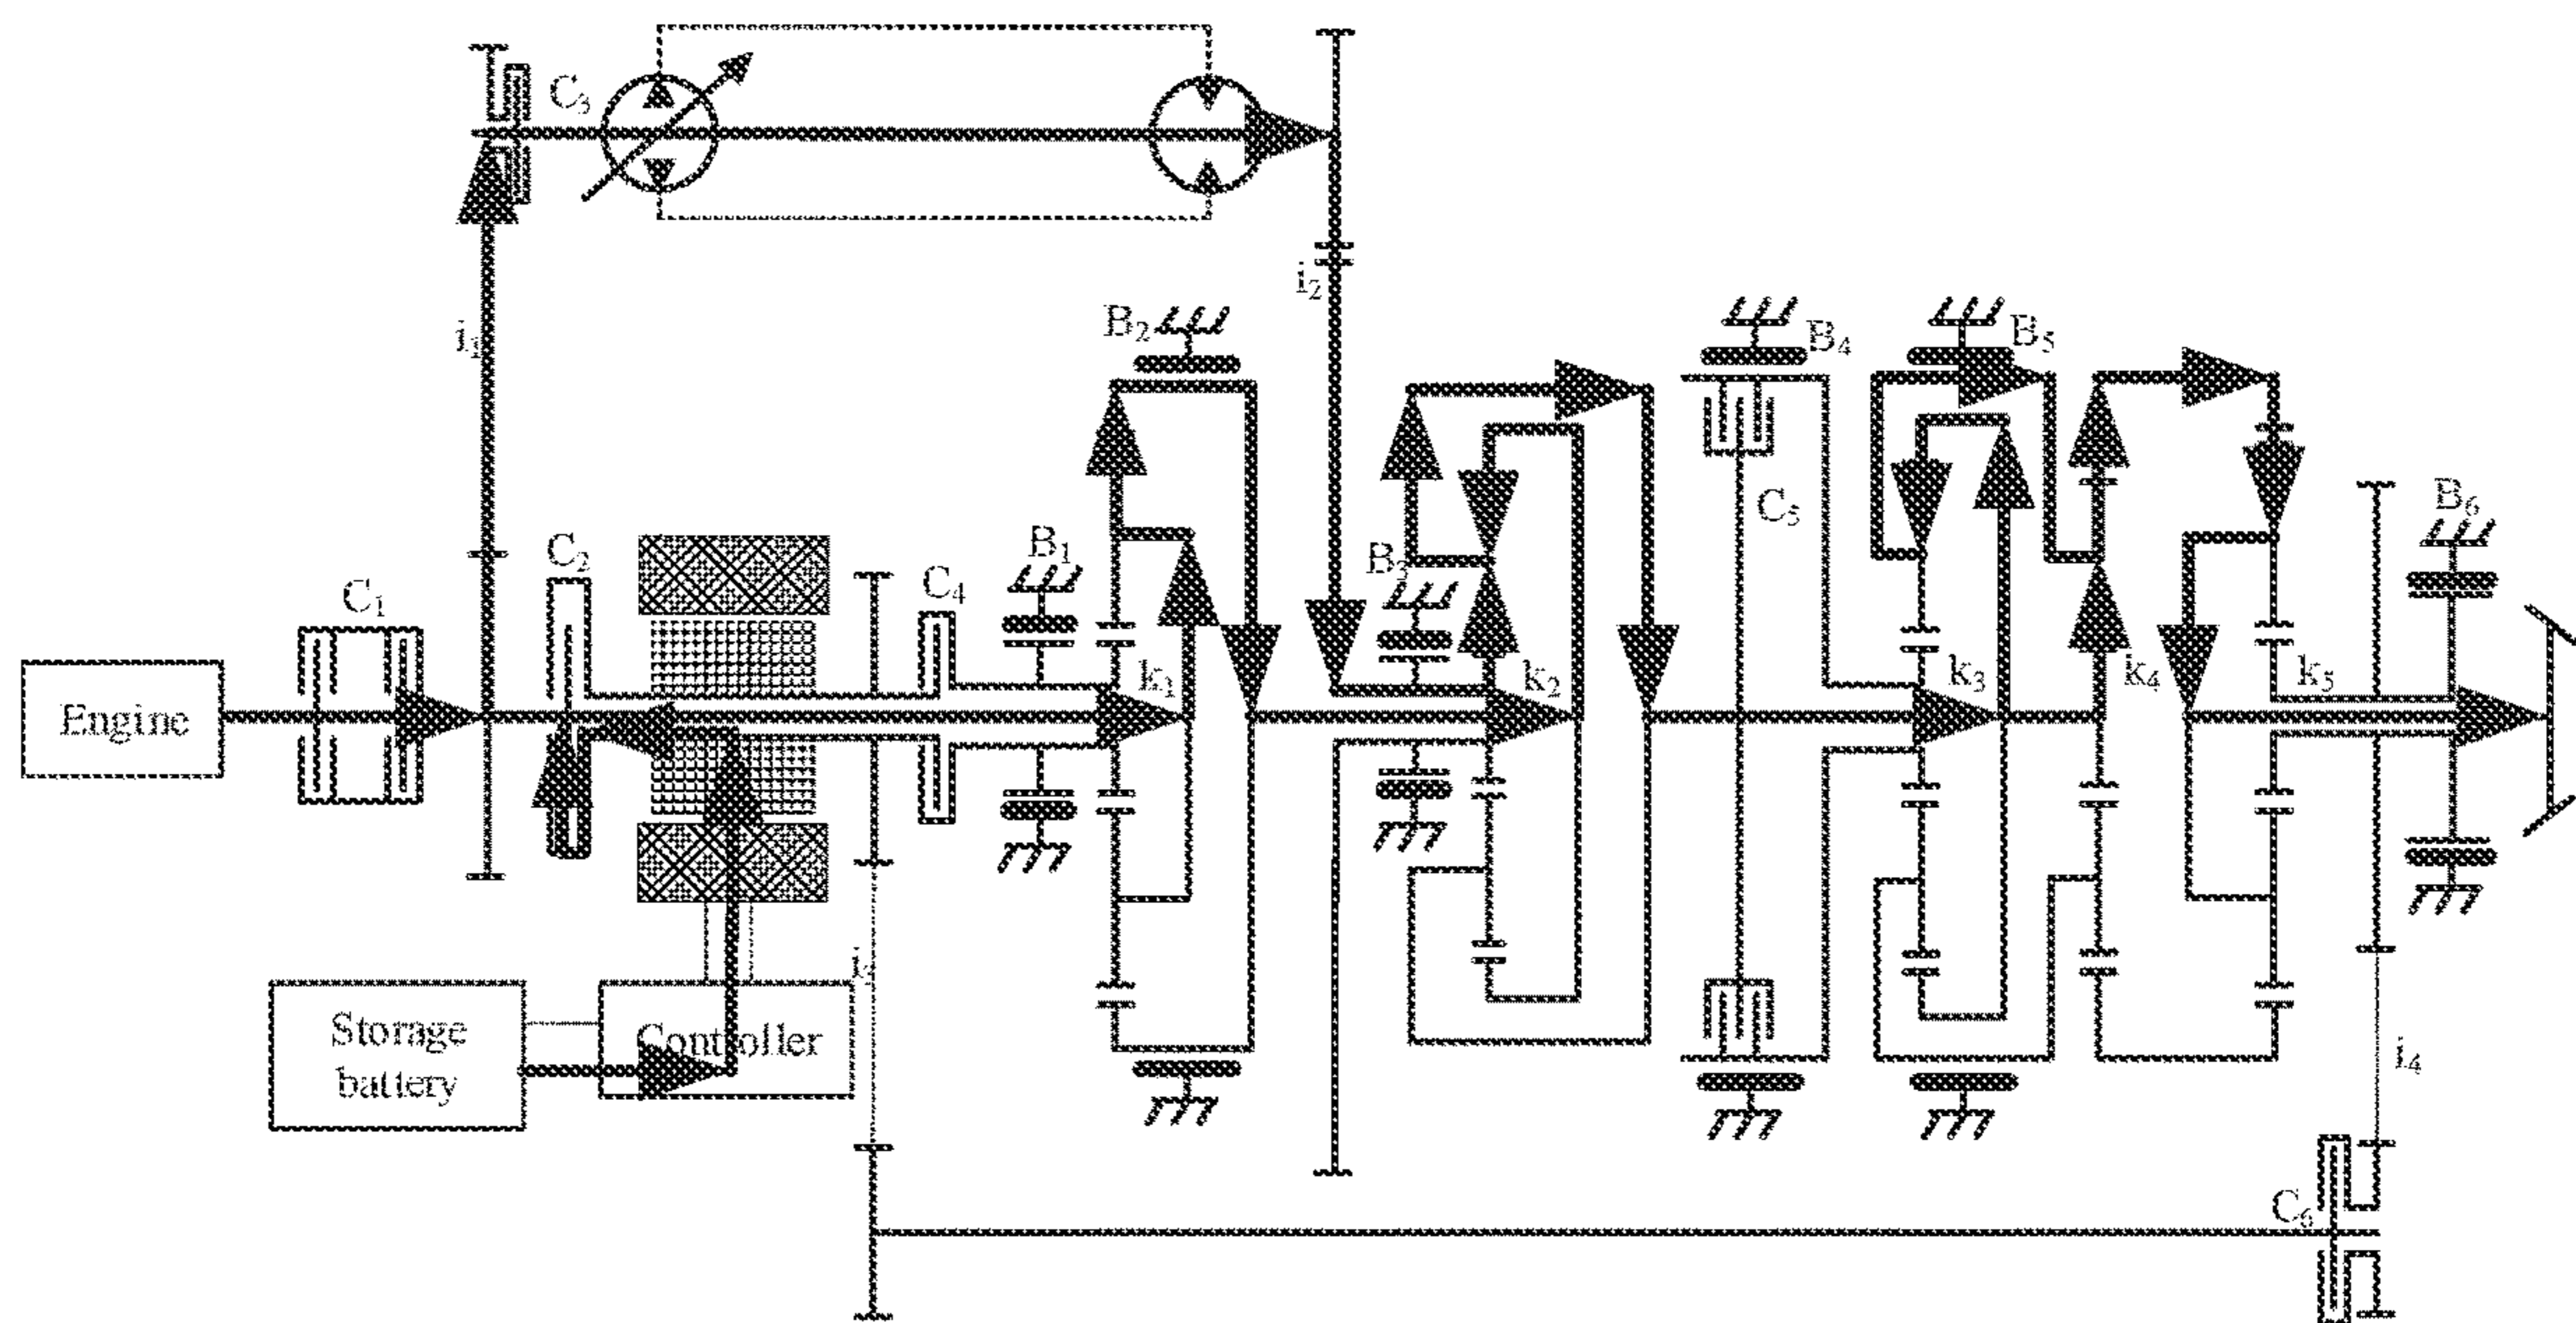 C₃
i₂
i₁
B₂
B₄
B₅
C₅
B₆
C₂
B₁
B₃
C₁
C₄
k₁
k₂
k₃
k₄
k₅
Engine
Storage
battery
Controller
i₄
C₆